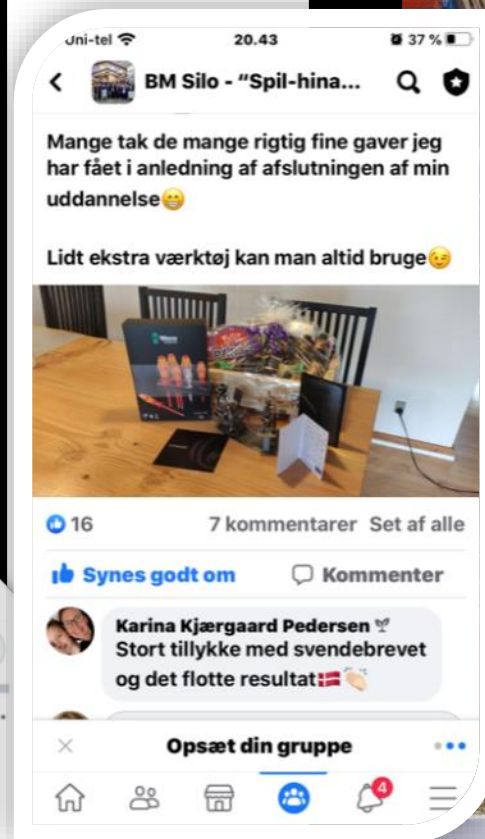 Uni-tel 20.43 37 %
BM Silo - “Spil-hina...
Mange tak de mange rigtig fine gaver jeg
har fået i anledning af afslutningen af min
uddannelse😁
Lidt ekstra værktøj kan man altid bruge😉
Wera
16 7 kommentarer Set af alle
Synes godt om Kommenter
Karina Kjærgaard Pedersen
Stort tillykke med svendebrevet
og det flotte resultat🇩🇰👏🏻
Opsæt din gruppe
4